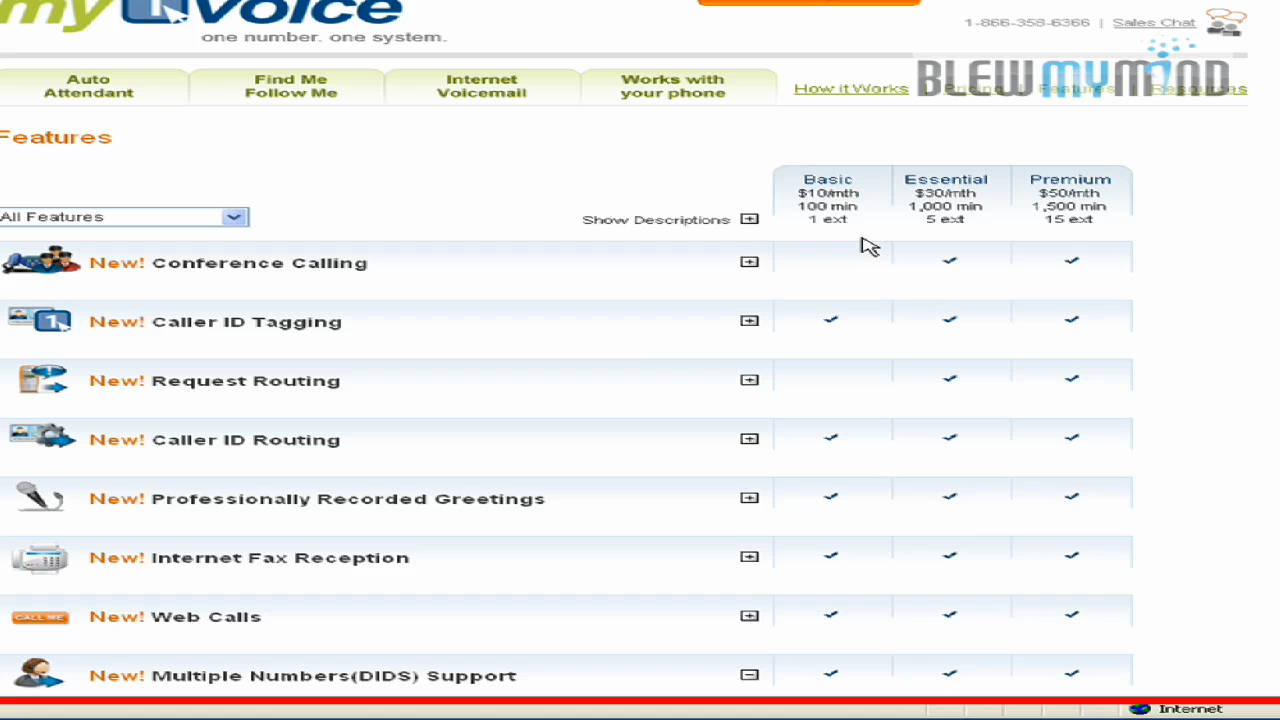 my1voice
one number. one system.
1-866-358-6366 | Sales Chat
Auto Attendant
Find Me Follow Me
Internet Voicemail
Works with your phone
How it Works
Pricing
Features
Resources
BLEWMYMIND
Features
All Features
Show Descriptions
Basic
$10/mth
100 min
1 ext
Essential
$30/mth
1,000 min
5 ext
Premium
$50/mth
1,500 min
15 ext
New! Conference Calling
New! Caller ID Tagging
New! Request Routing
New! Caller ID Routing
New! Professionally Recorded Greetings
New! Internet Fax Reception
CALL ME
New! Web Calls
New! Multiple Numbers(DIDS) Support
Internet